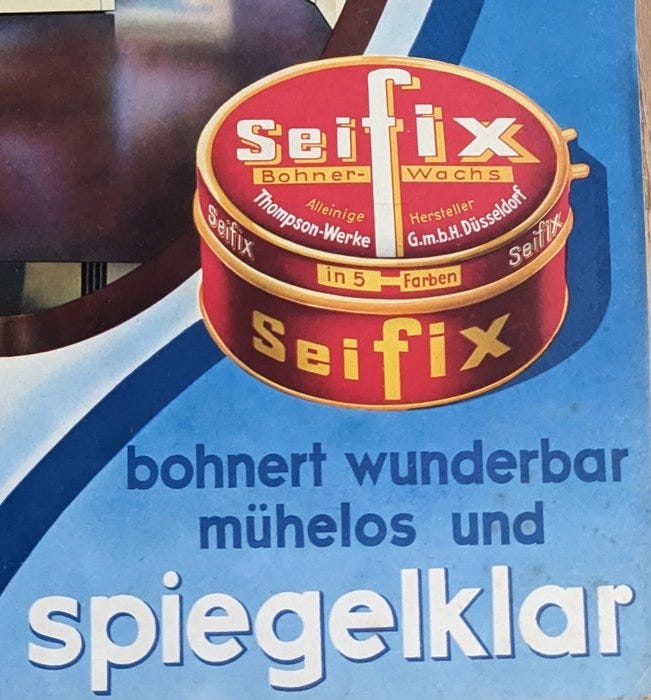 Seifix
Bohner-Wachs
Alleinige Hersteller
Thompson-Werke G.m.b.H. Düsseldorf
Seifix
Seifix
in 5 Farben
Seifix
bohnert wunderbar
mühelos und
spiegelklar